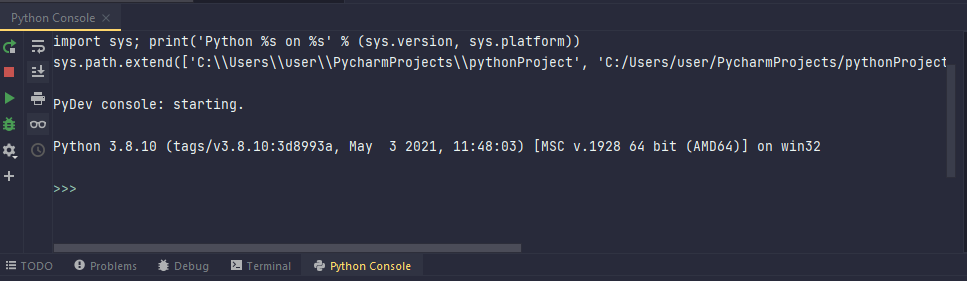 Python Console
import sys; print('Python %s on %s' % (sys.version, sys.platform))
sys.path.extend(['C:\\Users\\user\\PycharmProjects\\pythonProject', 'C:/Users/user/PycharmProjects/pythonProject
PyDev console: starting.
Python 3.8.10 (tags/v3.8.10:3d8993a, May  3 2021, 11:48:03) [MSC v.1928 64 bit (AMD64)] on win32
>>>
TODO Problems Debug Terminal Python Console